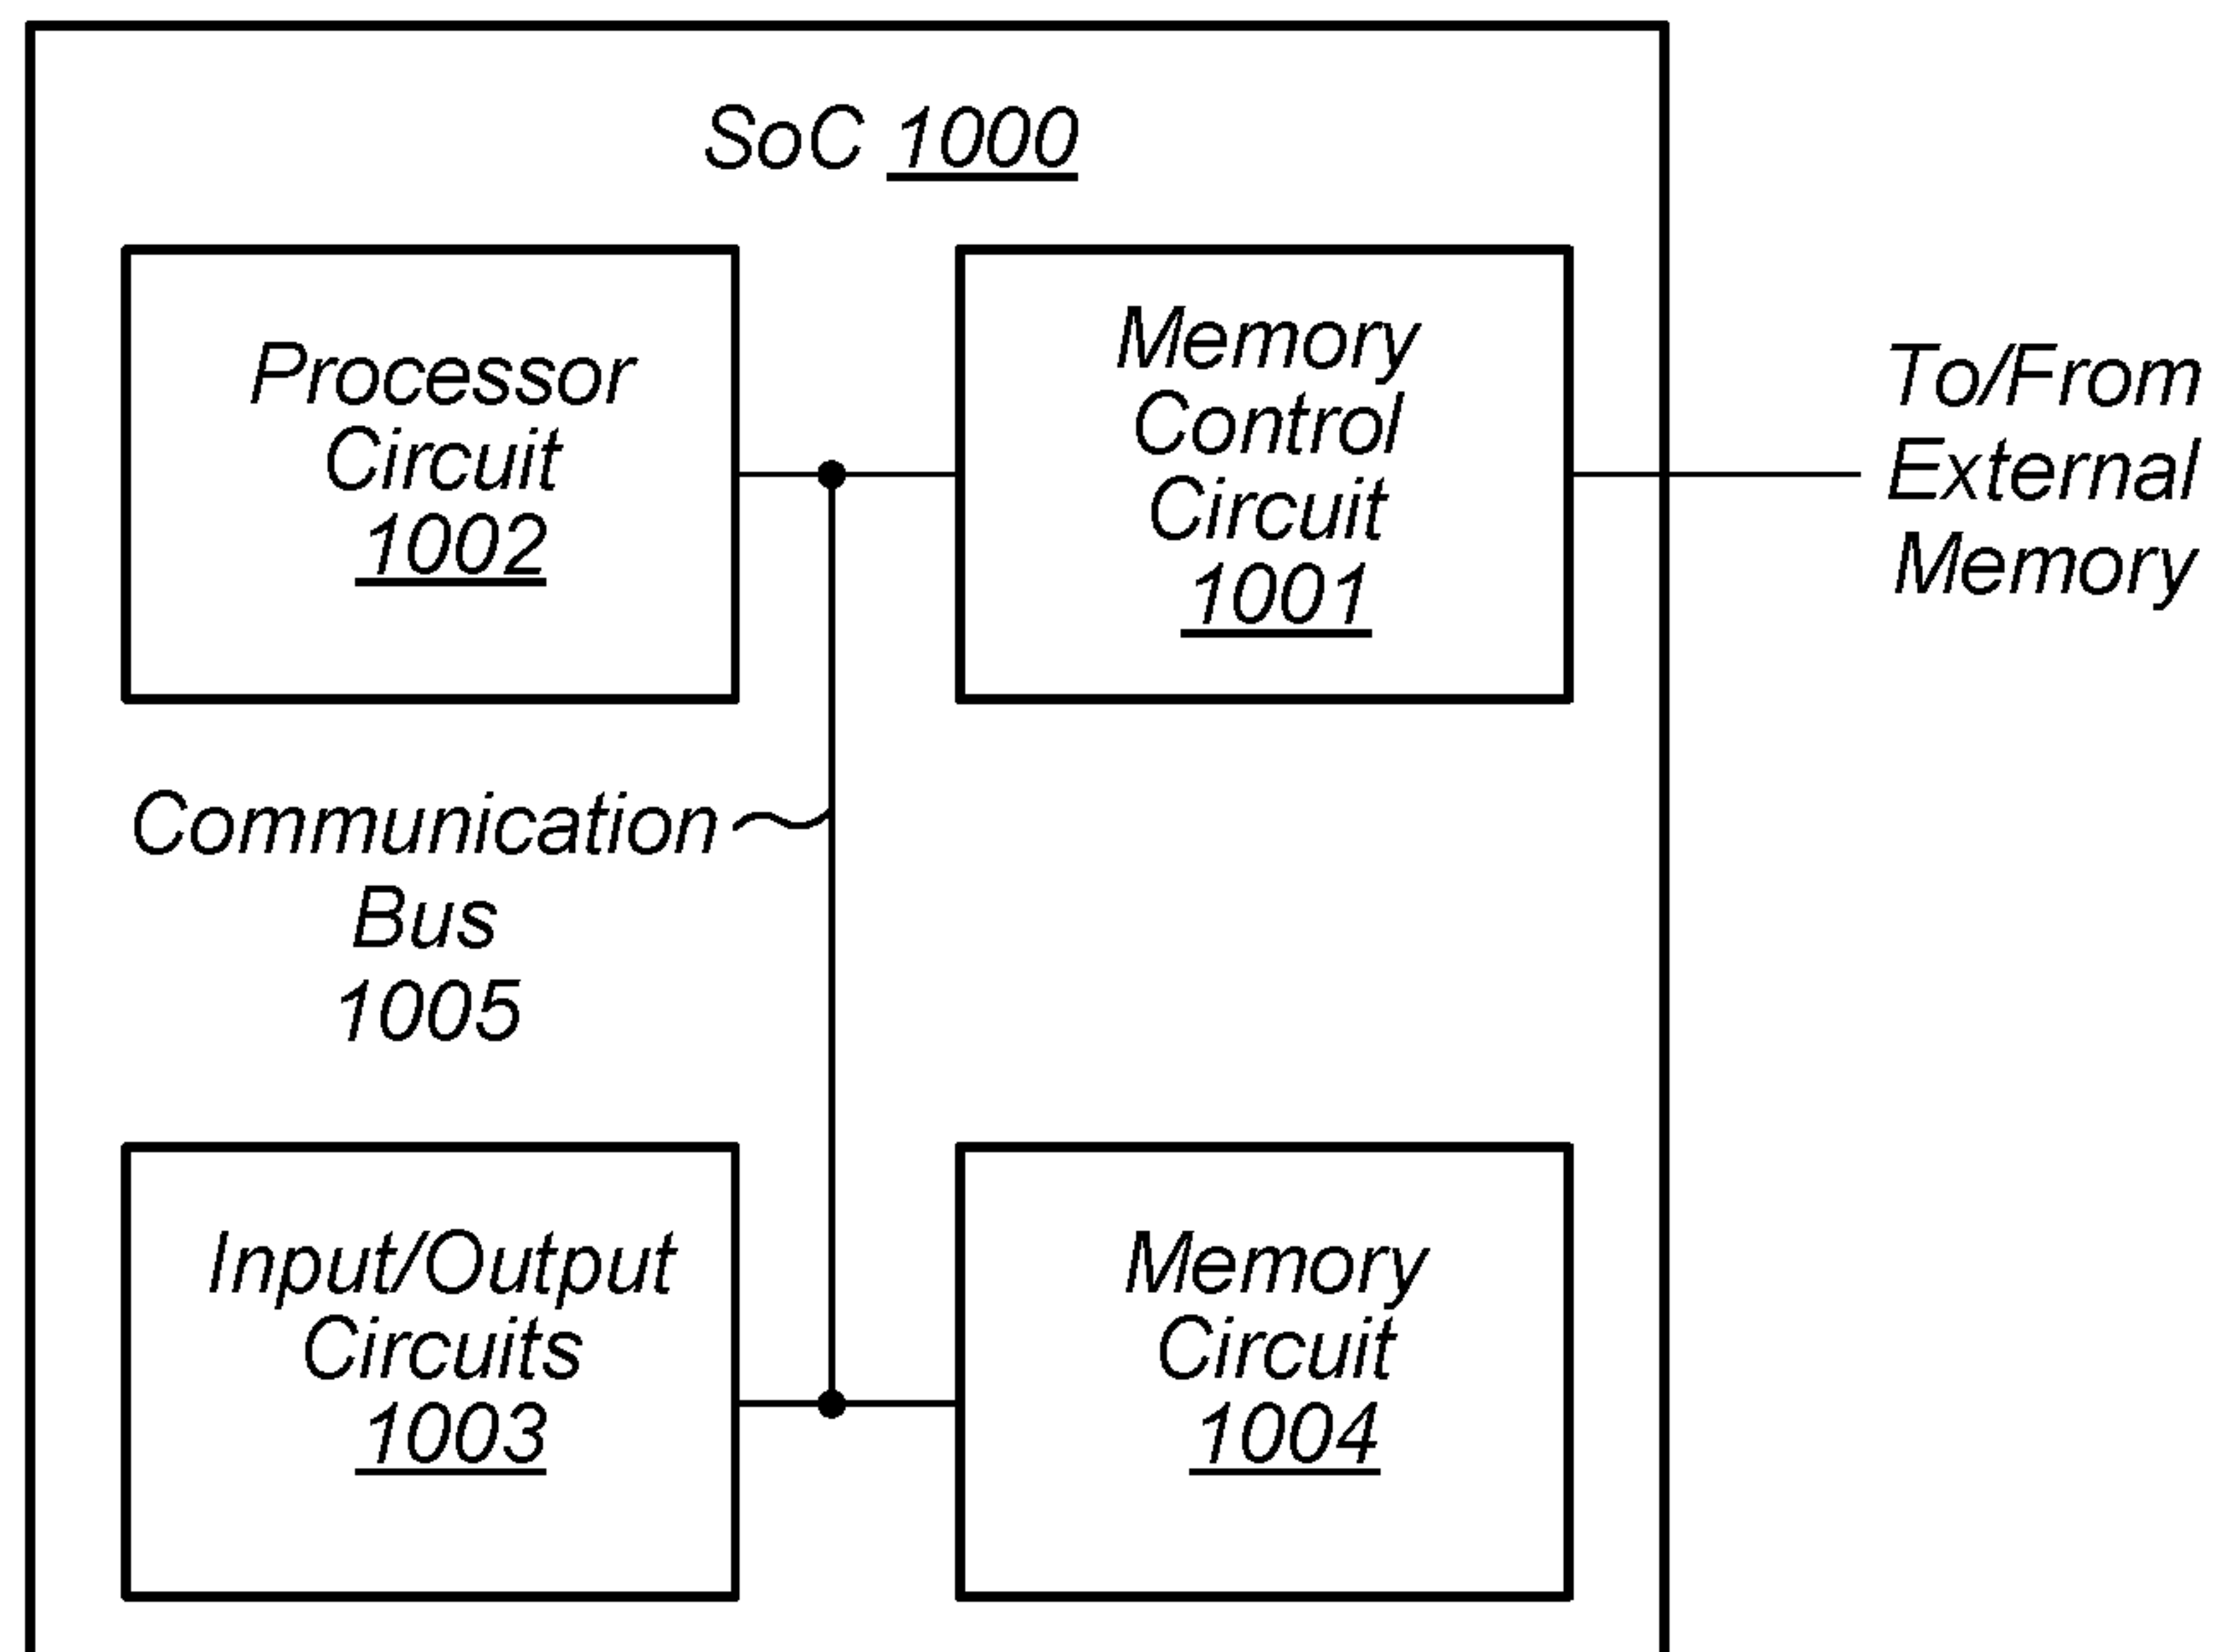 SoC 1000
Processor
Circuit
1002
Memory
Control
Circuit
1001
To/From
External
Memory
Communication
Bus
1005
Input/Output
Circuits
1003
Memory
Circuit
1004